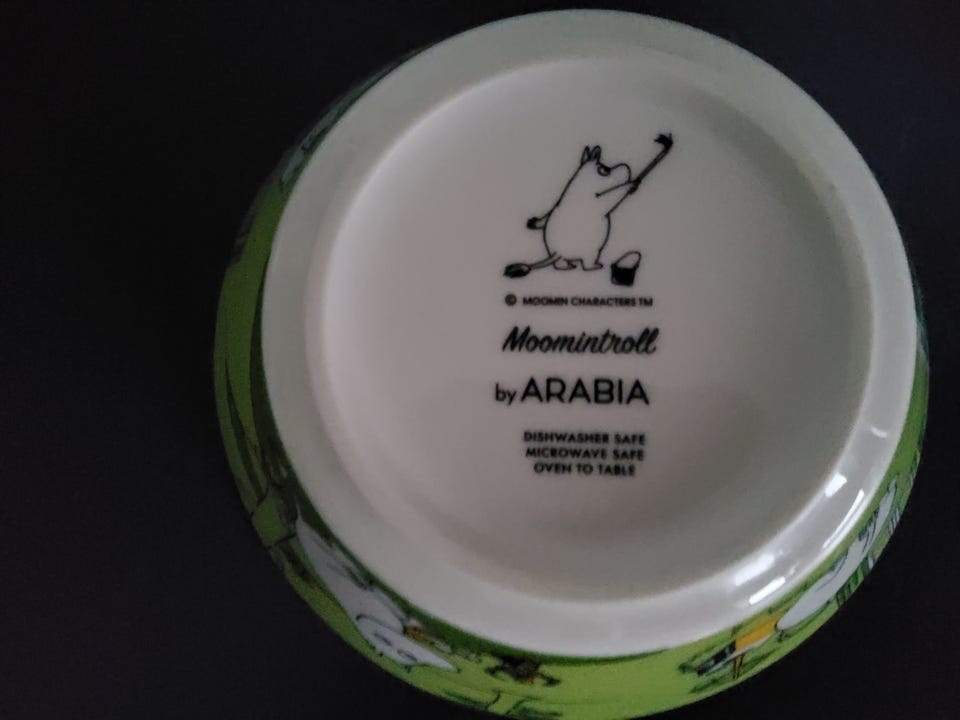 © MOOMIN CHARACTERS TM
Moomintroll
by ARABIA
DISHWASHER SAFE
MICROWAVE SAFE
OVEN TO TABLE